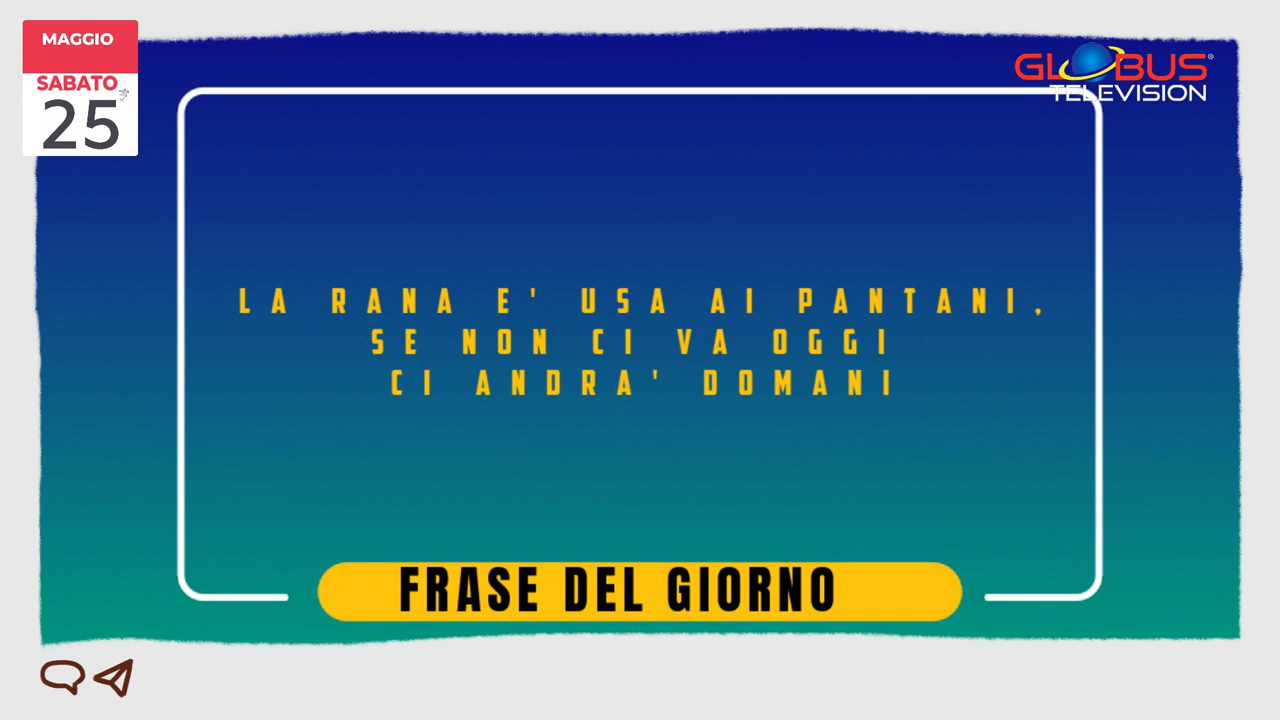 MAGGIO
SABATO
25
GLOBUS®
TELEVISION
LA RANA E' USA AI PANTANI,
SE NON CI VA OGGI
CI ANDRA' DOMANI
FRASE DEL GIORNO